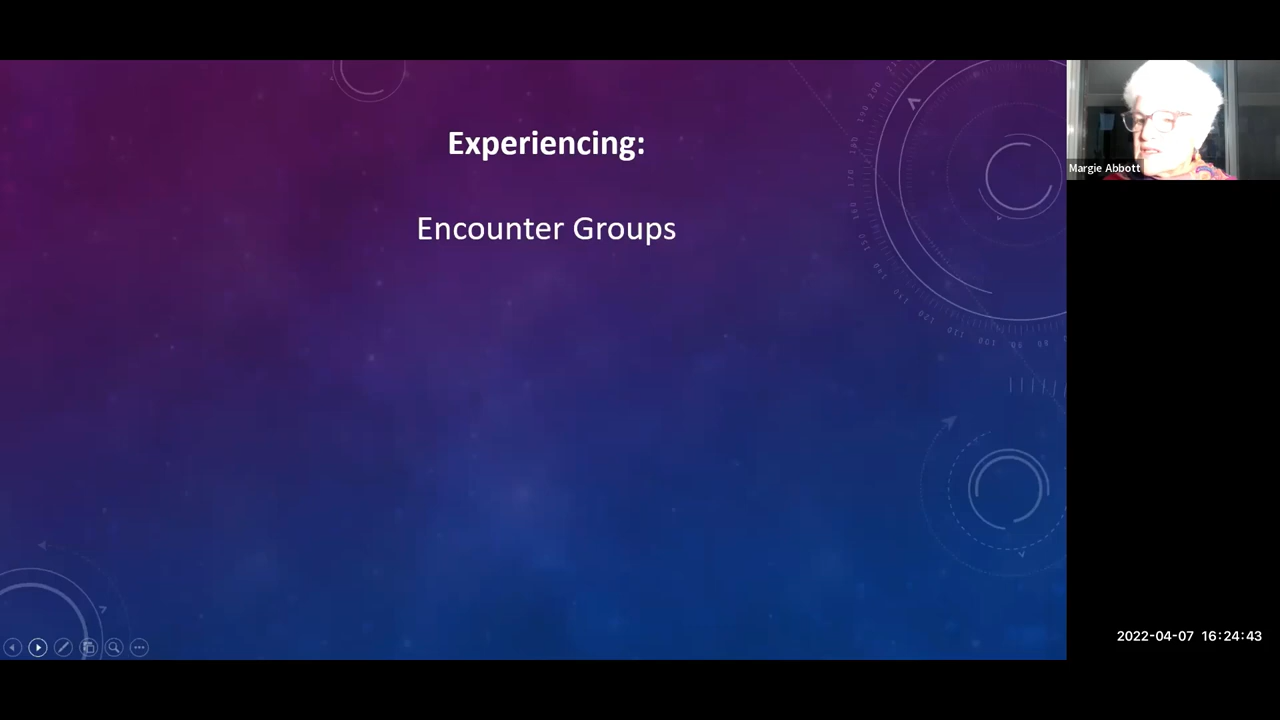 Experiencing:
Encounter Groups
Margie Abbott
2022-04-07 16:24:43